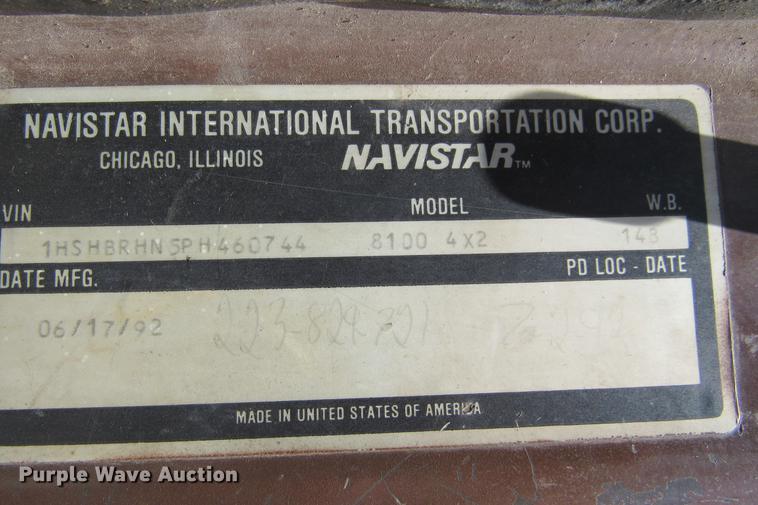 NAVISTAR INTERNATIONAL TRANSPORTATION CORP.
CHICAGO, ILLINOIS NAVISTAR™
VIN MODEL W.B.
1HSHBRHN5PH460744 8100 4X2 148
DATE MFG. PD LOC - DATE
06/17/92
MADE IN UNITED STATES OF AMERICA
Purple Wave Auction